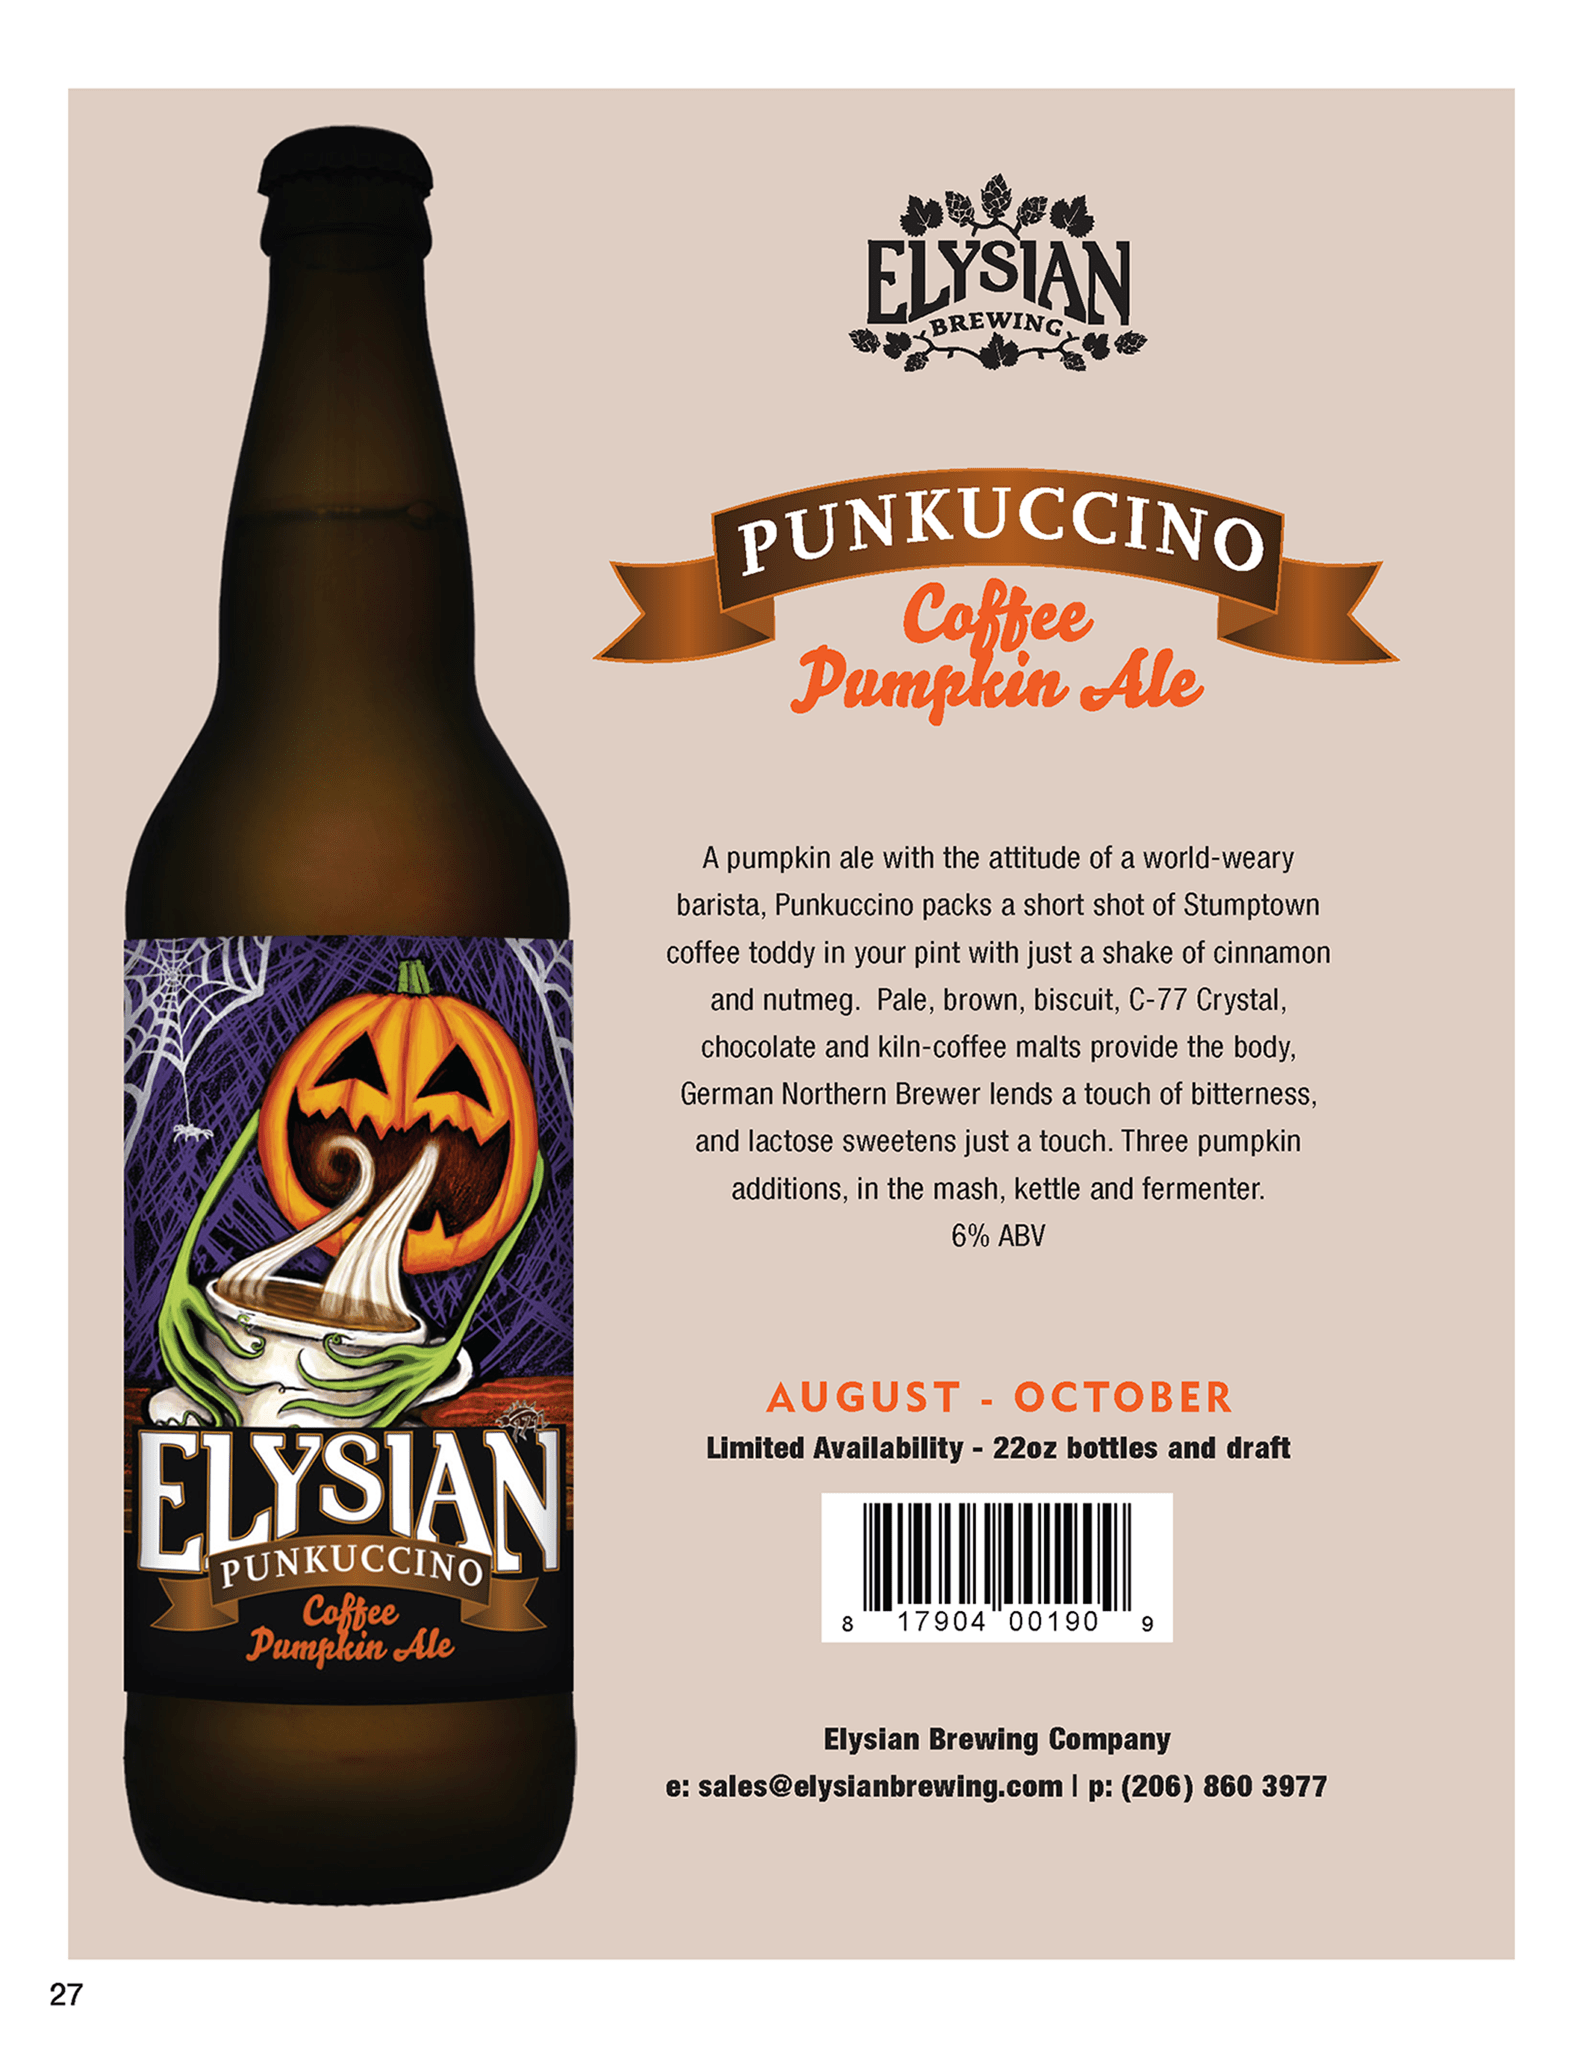 ELYSIAN
BREWING
PUNKUCCINO
Coffee
Pumpkin Ale
A pumpkin ale with the attitude of a world-weary
barista, Punkuccino packs a short shot of Stumptown
coffee toddy in your pint with just a shake of cinnamon
and nutmeg.  Pale, brown, biscuit, C-77 Crystal,
chocolate and kiln-coffee malts provide the body,
German Northern Brewer lends a touch of bitterness,
and lactose sweetens just a touch. Three pumpkin
additions, in the mash, kettle and fermenter.
6% ABV
AUGUST - OCTOBER
Limited Availability - 22oz bottles and draft
8 17904 00190 9
Elysian Brewing Company
e: sales@elysianbrewing.com | p: (206) 860 3977
ELYSIAN
PUNKUCCINO
Coffee
Pumpkin Ale
27